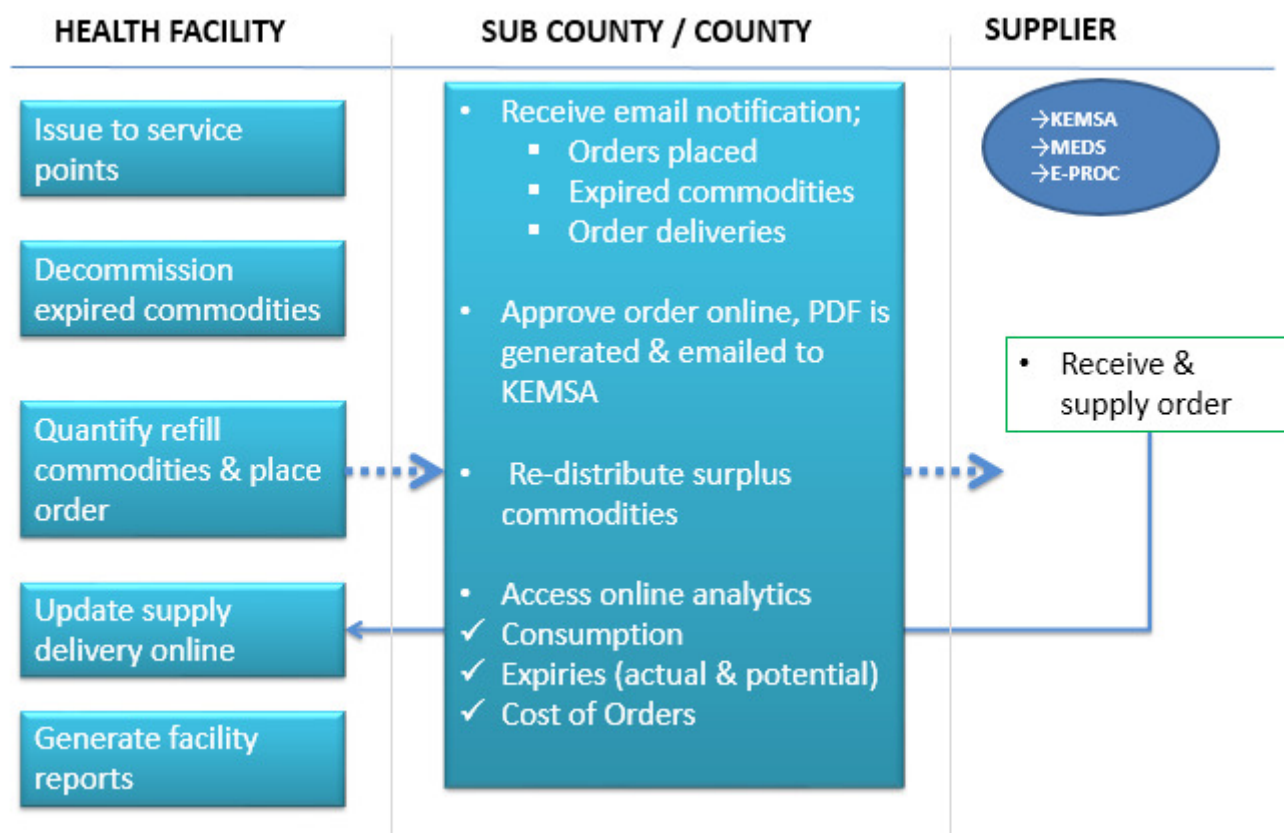 HEALTH FACILITY
SUB COUNTY / COUNTY
SUPPLIER
Issue to service
points
Decommission
expired commodities
Quantify refill
commodities & place
order
Update supply
delivery online
Generate facility
reports
• Receive email notification;
▪ Orders placed
▪ Expired commodities
▪ Order deliveries
• Approve order online, PDF is
generated & emailed to
KEMSA
• Re-distribute surplus
commodities
• Access online analytics
✓ Consumption
✓ Expiries (actual & potential)
✓ Cost of Orders
→KEMSA
→MEDS
→E-PROC
• Receive &
supply order